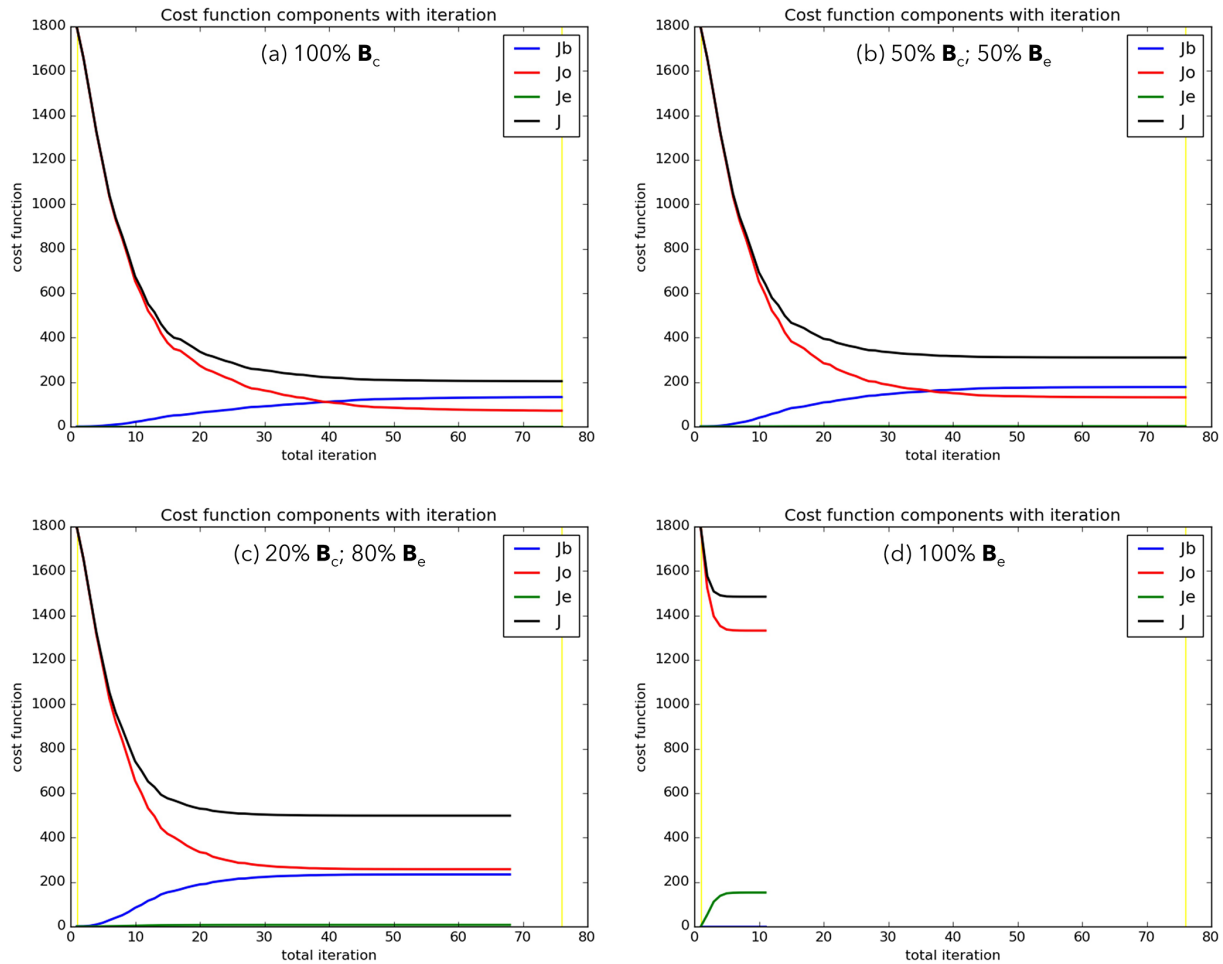 Cost function components with iteration
(a) 100% Bc
Jb
Jo
Je
J
cost function
1800
1600
1400
1200
1000
800
600
400
200
0
0 10 20 30 40 50 60 70 80
total iteration
Cost function components with iteration
(b) 50% Bc; 50% Be
Jb
Jo
Je
J
cost function
1800
1600
1400
1200
1000
800
600
400
200
0
0 10 20 30 40 50 60 70 80
total iteration
Cost function components with iteration
(c) 20% Bc; 80% Be
Jb
Jo
Je
J
cost function
1800
1600
1400
1200
1000
800
600
400
200
0
0 10 20 30 40 50 60 70 80
total iteration
Cost function components with iteration
(d) 100% Be
Jb
Jo
Je
J
cost function
1800
1600
1400
1200
1000
800
600
400
200
0
0 10 20 30 40 50 60 70 80
total iteration